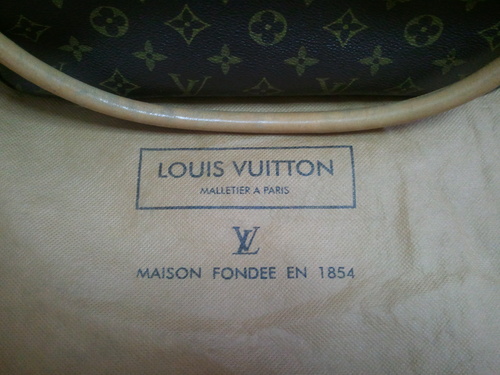 LOUIS VUITTON
MALLETIER A PARIS
LV
MAISON FONDEE EN 1854